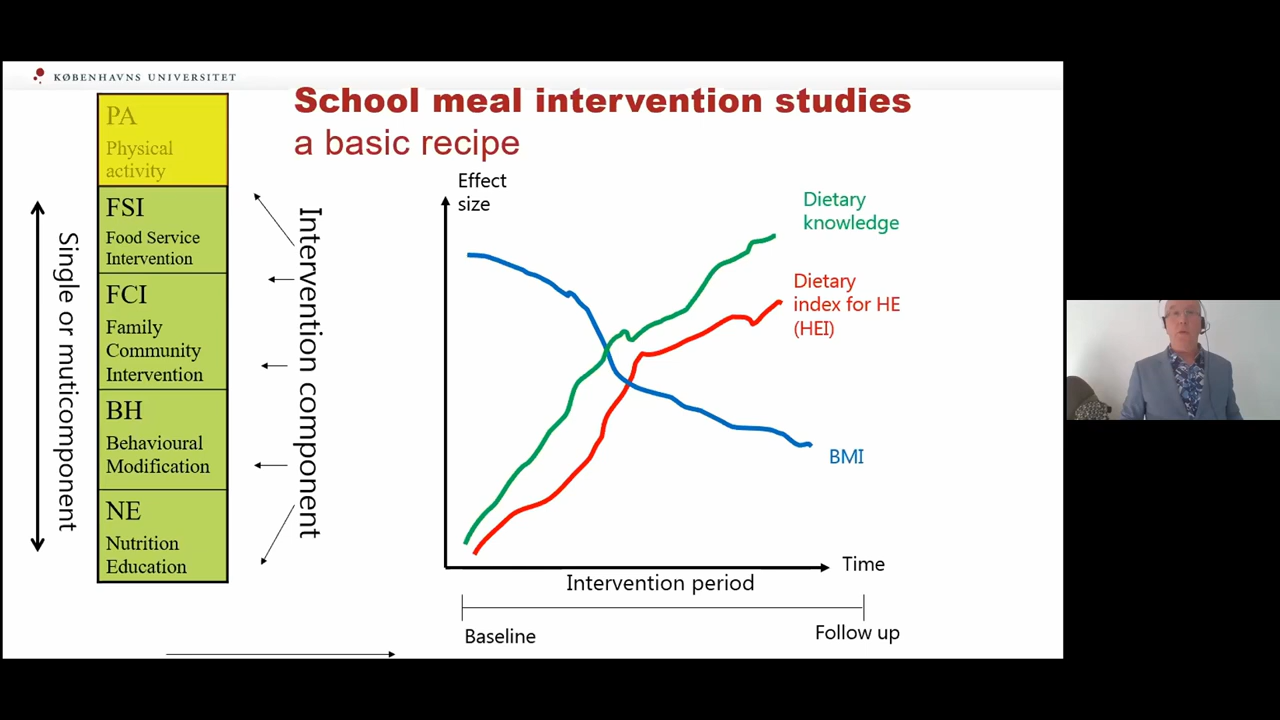 KØBENHAVNS UNIVERSITET
School meal intervention studies
a basic recipe
PA
Physical
activity
FSI
Food Service
Intervention
FCI
Family
Community
Intervention
BH
Behavioural
Modification
NE
Nutrition
Education
Single or muticomponent
Intervention component
Effect
size
Dietary
knowledge
Dietary
index for HE
(HEI)
BMI
Time
Intervention period
Baseline
Follow up